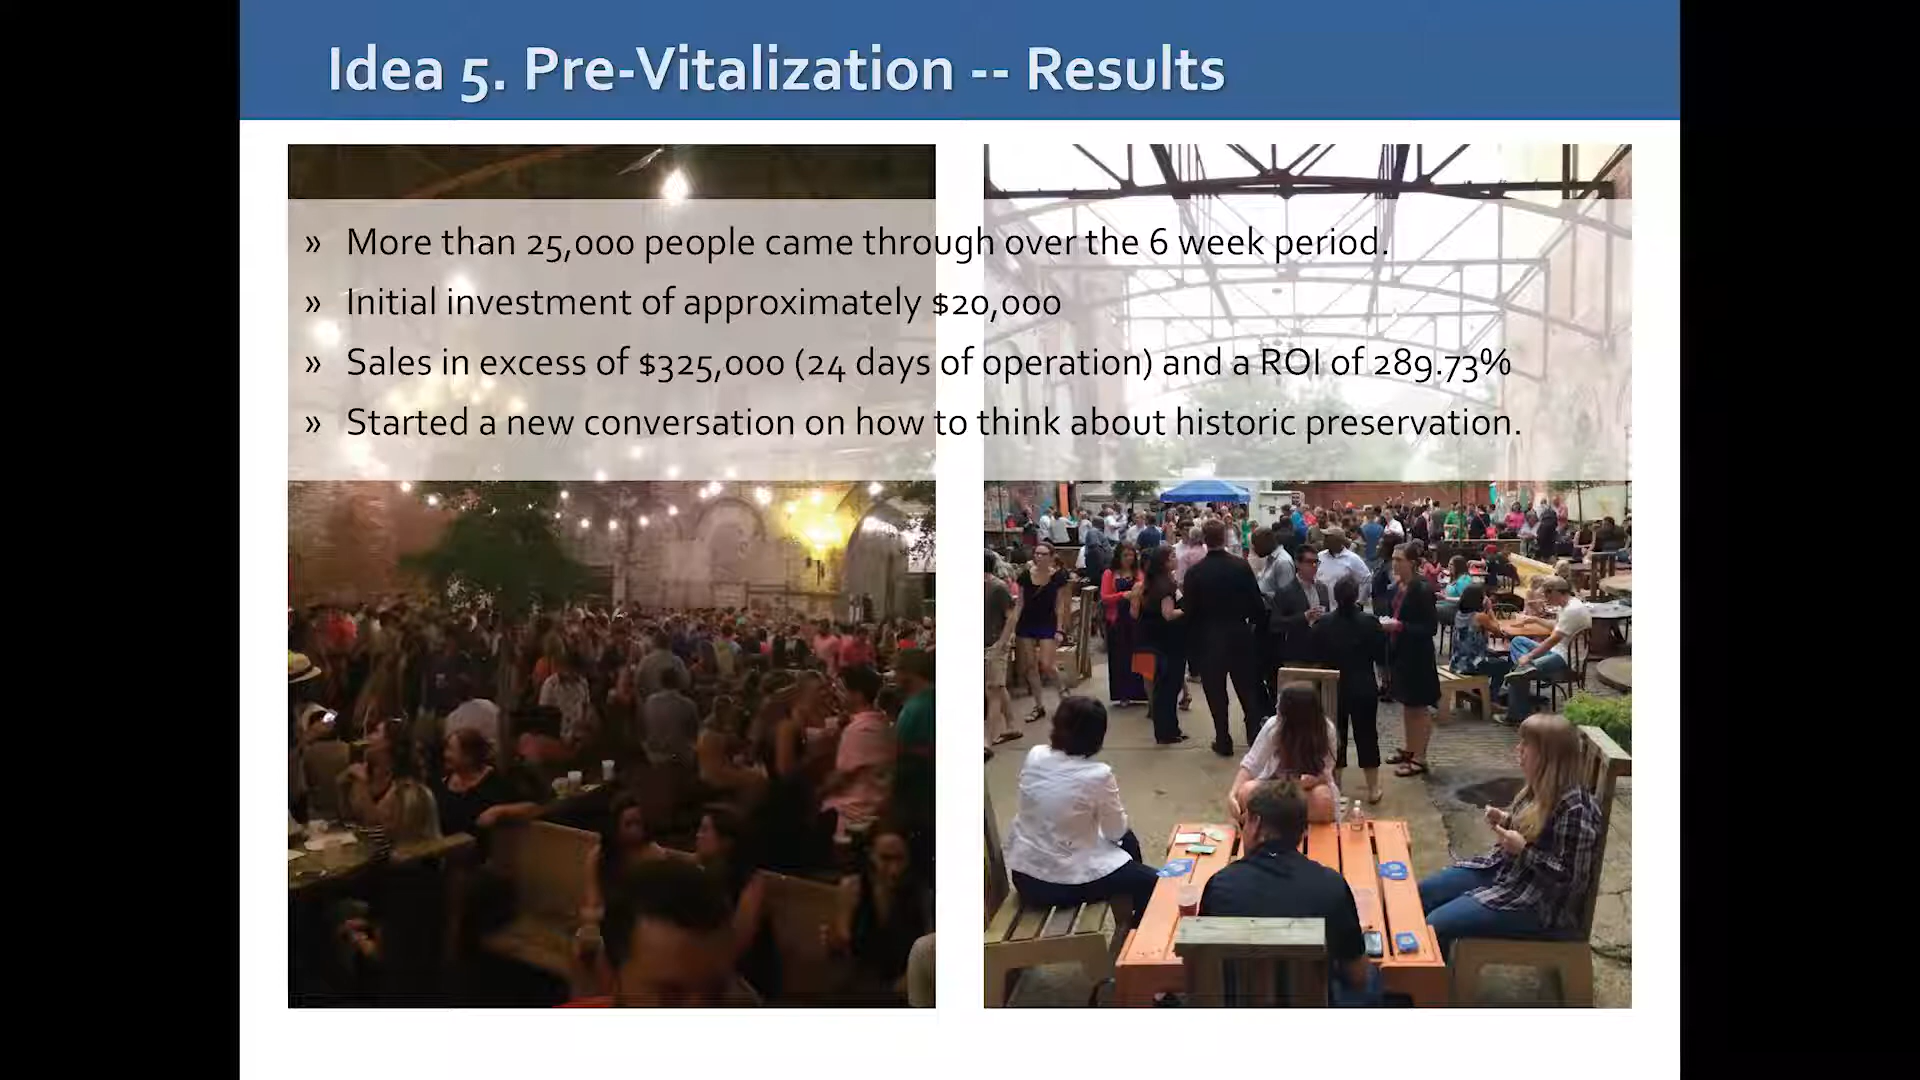 Idea 5. Pre-Vitalization -- Results
» More than 25,000 people came through over the 6 week period.
» Initial investment of approximately $20,000
» Sales in excess of $325,000 (24 days of operation) and a ROI of 289.73%
» Started a new conversation on how to think about historic preservation.